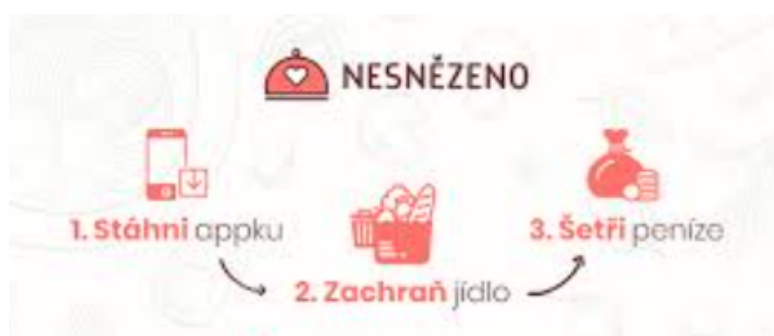 NESNĚZENO
1. Stáhni appku
2. Zachraň jídlo
3. Šetři peníze